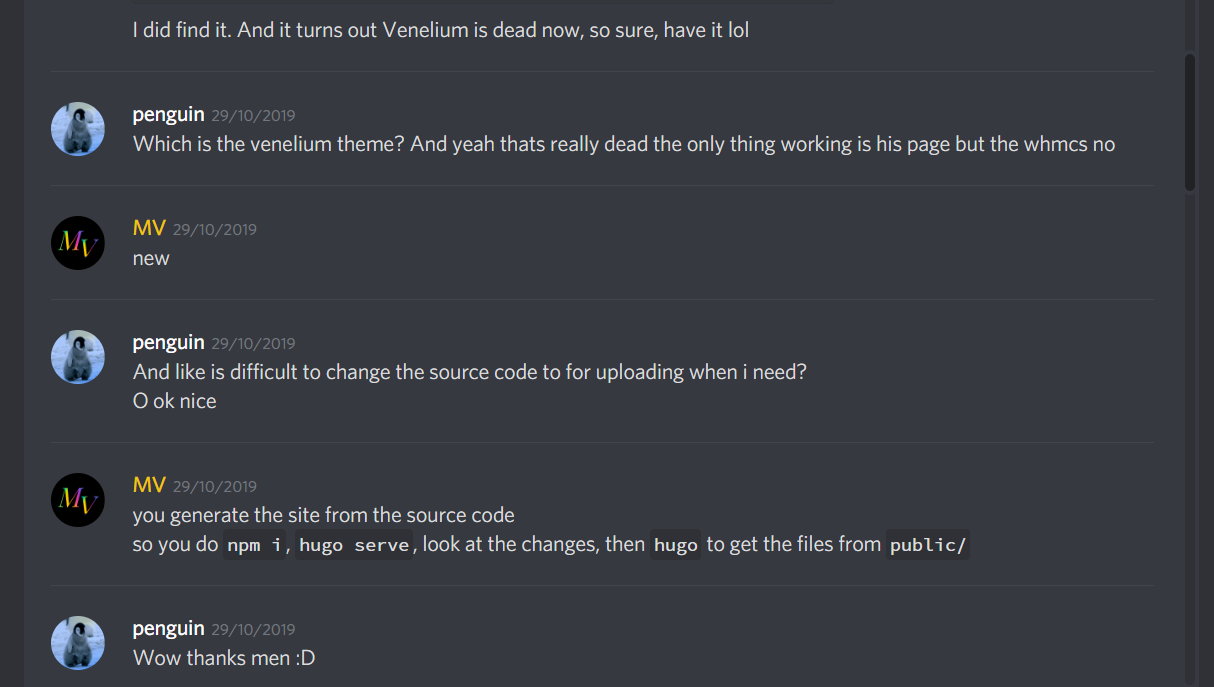 I did find it. And it turns out Venelium is dead now, so sure, have it lol
penguin 29/10/2019
Which is the venelium theme? And yeah thats really dead the only thing working is his page but the whmcs no
MV
MV 29/10/2019
new
penguin 29/10/2019
And like is difficult to change the source code to for uploading when i need?
O ok nice
MV
MV 29/10/2019
you generate the site from the source code
so you do npm i, hugo serve, look at the changes, then hugo to get the files from public/
penguin 29/10/2019
Wow thanks men :D